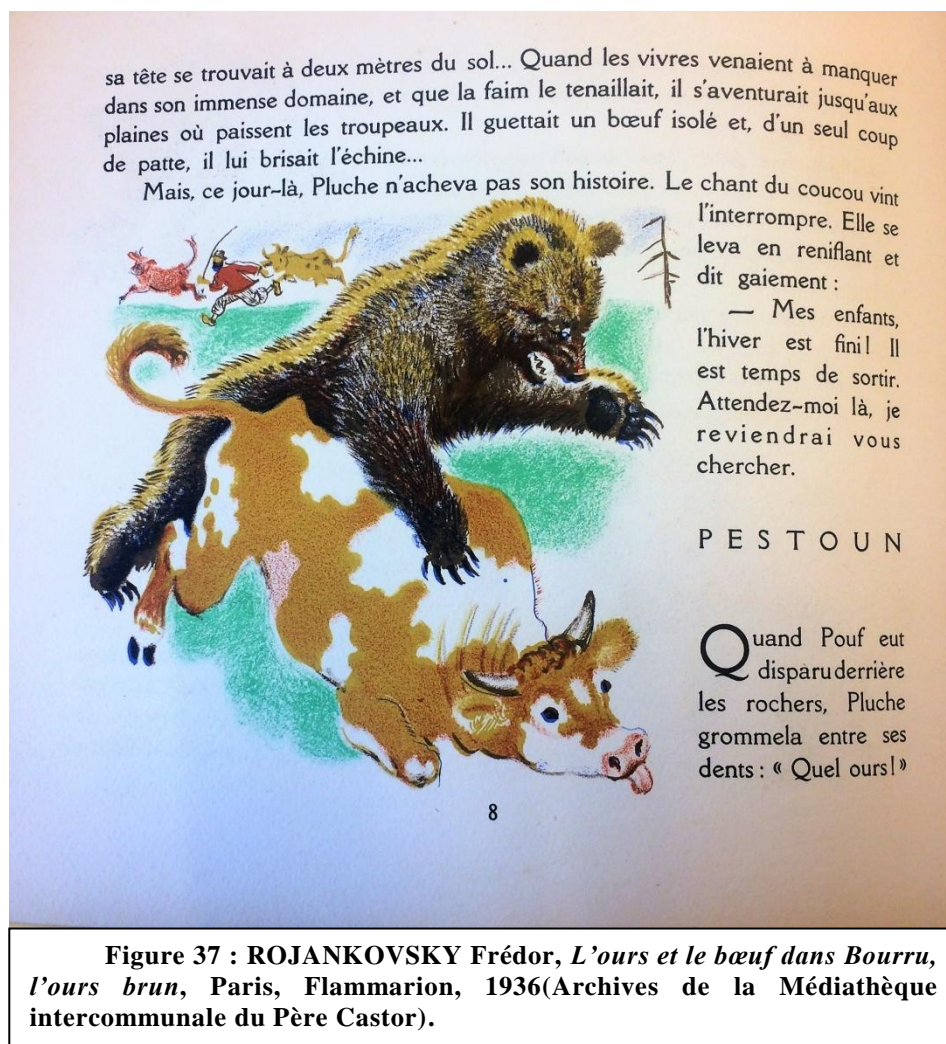 sa tête se trouvait à deux mètres du sol... Quand les vivres venaient à manquer
dans son immense domaine, et que la faim le tenaillait, il s'aventurait jusqu'aux
plaines où paissent les troupeaux. Il guettait un bœuf isolé et, d'un seul coup
de patte, il lui brisait l'échine...
Mais, ce jour-là, Pluche n'acheva pas son histoire. Le chant du coucou vint
l'interrompre. Elle se
leva en reniflant et
dit gaiement :
— Mes enfants,
l'hiver est fini! Il
est temps de sortir.
Attendez-moi là, je
reviendrai vous
chercher.
PESTOUN
Quand Pouf eut
disparu derrière
les rochers, Pluche
grommela entre ses
dents : « Quel ours! »
8
Figure 37 : ROJANKOVSKY Frédor, L'ours et le bœuf dans Bourru,
l'ours brun, Paris, Flammarion, 1936(Archives de la Médiathèque
intercommunale du Père Castor).